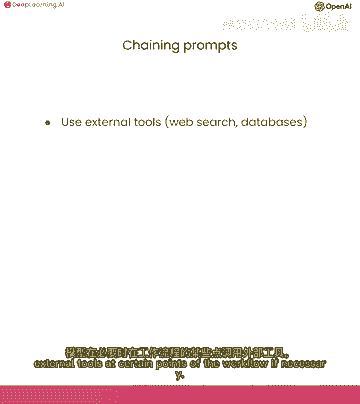 DeepLearning.AI
OpenAI
Chaining prompts
• Use external tools (web search, databases)
模型在必要时在工作流程的某些点调用外部工具。
external tools at certain points of the workflow if necessar
y.